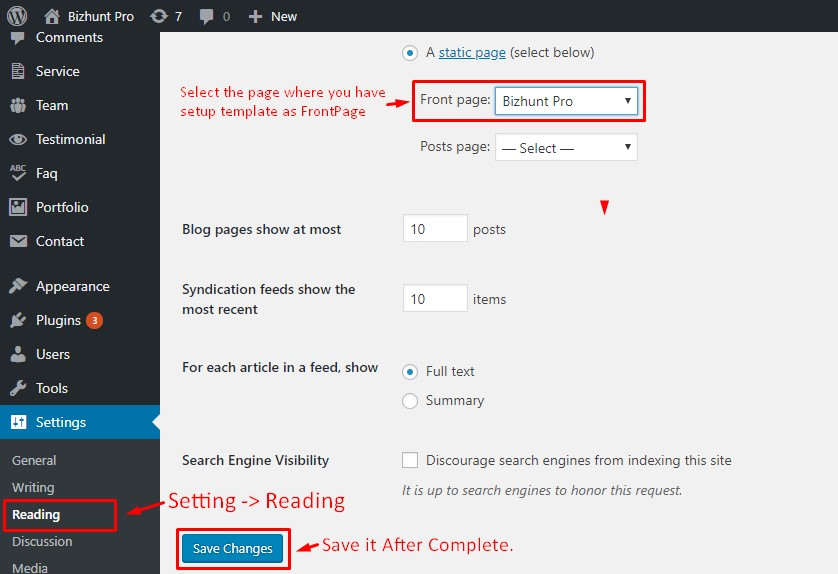 Bizhunt Pro 7 0 New
Comments
Service
Team
Testimonial
ABC
Faq
Portfolio
Contact
Appearance
Plugins 3
Users
Tools
Settings
General
Writing
Reading
Discussion
Media
A static page (select below)
Select the page where you have
setup template as FrontPage
Front page: Bizhunt Pro
Posts page: — Select —
Blog pages show at most 10 posts
Syndication feeds show the
most recent
10 items
For each article in a feed, show
Full text
Summary
Search Engine Visibility Discourage search engines from indexing this site
It is up to search engines to honor this request.
Setting -> Reading
Save Changes
Save it After Complete.